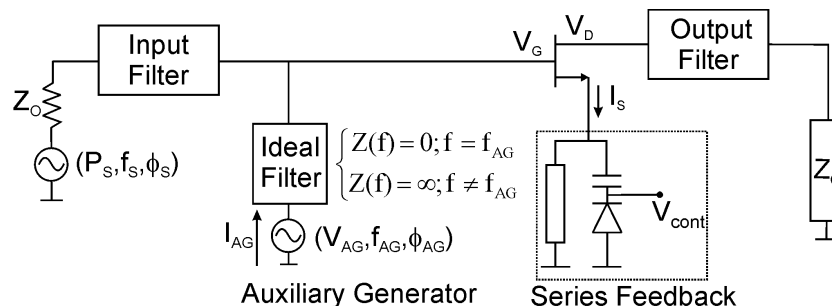 Input
Filter
V_G
V_D
Output
Filter
Z_O
I_S
(P_S,f_S,ϕ_S)
Ideal
Filter
Z(f) = 0; f = f_AG
Z(f) = ∞; f ≠ f_AG
V_cont
I_AG
(V_AG,f_AG,ϕ_AG)
Auxiliary Generator
Series Feedback